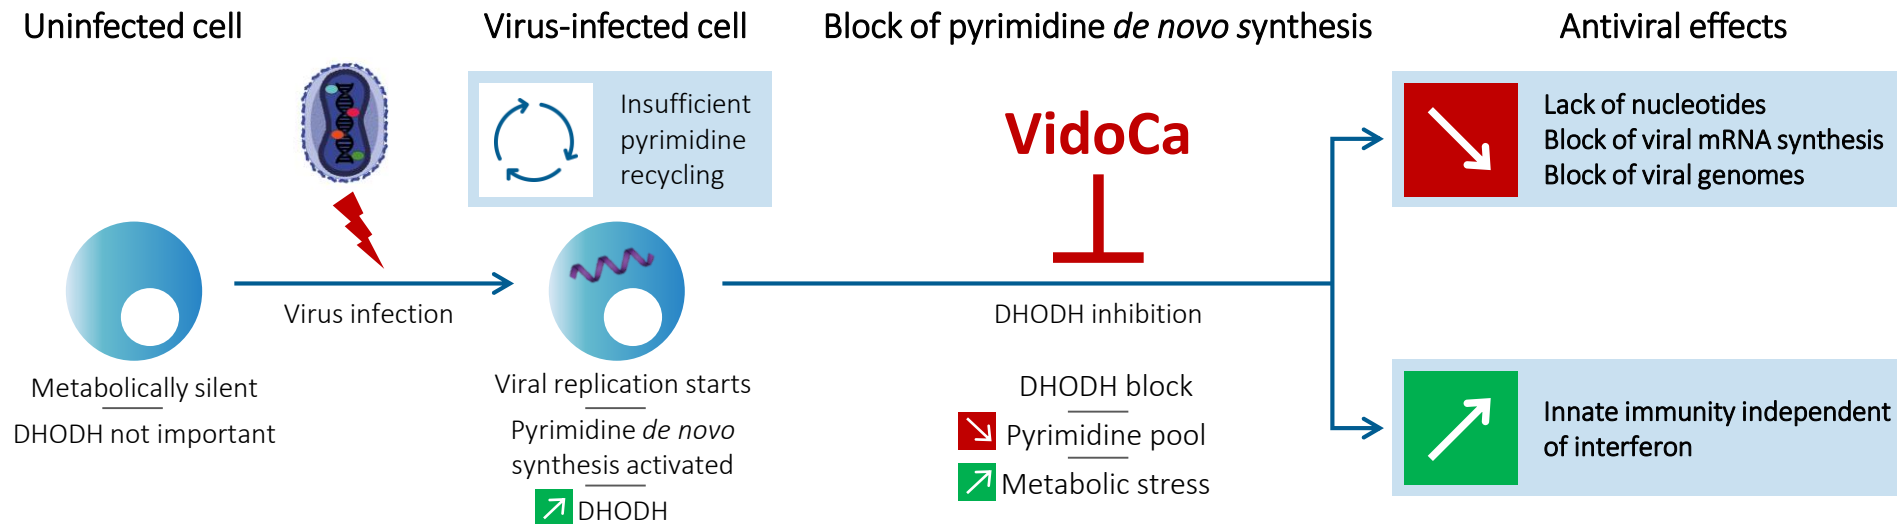 Uninfected cell
Virus infection
Metabolically silent
DHODH not important
Virus-infected cell
Insufficient
pyrimidine
recycling
Viral replication starts
Pyrimidine de novo
synthesis activated
DHODH
Block of pyrimidine de novo synthesis
VidoCa
DHODH inhibition
DHODH block
Pyrimidine pool
Metabolic stress
Antiviral effects
Lack of nucleotides
Block of viral mRNA synthesis
Block of viral genomes
Innate immunity independent
of interferon